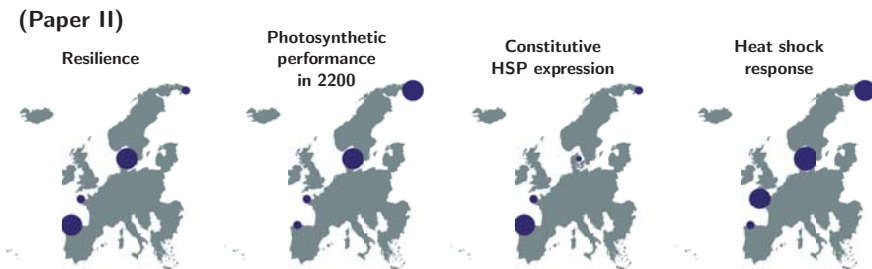 (Paper II)
Resilience
Photosynthetic
performance
in 2200
Constitutive
HSP expression
Heat shock
response